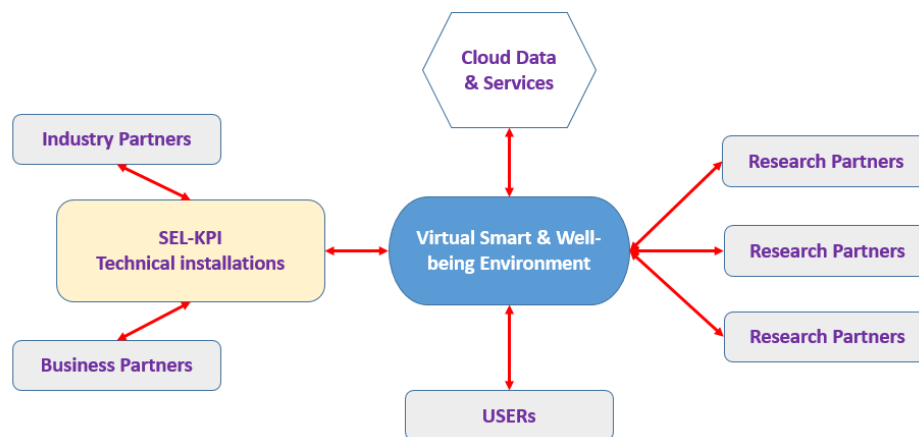 Cloud Data
& Services
Industry Partners
Research Partners
SEL-KPI
Technical installations
Virtual Smart & Well-
being Environment
Research Partners
Research Partners
Business Partners
USERs